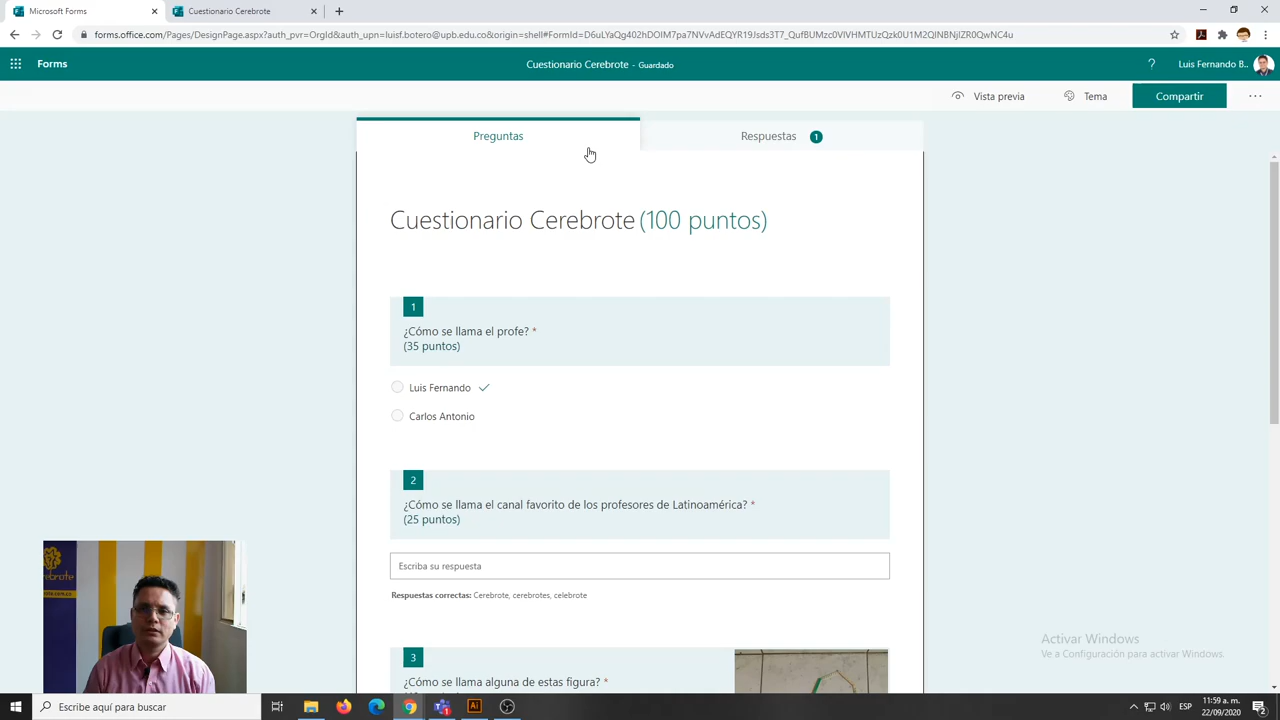 Microsoft Forms
Cuestionario Cerebrote
forms.office.com/Pages/DesignPage.aspx?auth_pvr=OrgId&auth_upn=luisf.botero@upb.edu.co&origin=shell#FormId=D6uLYaQg402hDOIM7pa7NVvAdEQYR19Jsds3T7_QufBUMzc0VlVHMTUzQzk0U1M2QlNBNjlZR0QwNC4u
Forms
Cuestionario Cerebrote - Guardado
?
Luis Fernando B..
Vista previa
Tema
Compartir
Preguntas
Respuestas 1
Cuestionario Cerebrote (100 puntos)
1
¿Cómo se llama el profe? *
(35 puntos)
Luis Fernando
Carlos Antonio
2
¿Cómo se llama el canal favorito de los profesores de Latinoamérica? *
(25 puntos)
Escriba su respuesta
Respuestas correctas: Cerebrote, cerebrotes, celebrote
3
¿Cómo se llama alguna de estas figura? *
Activar Windows
Ve a Configuración para activar Windows.
Escribe aquí para buscar
ESP
11:59 a. m.
22/09/2020
2